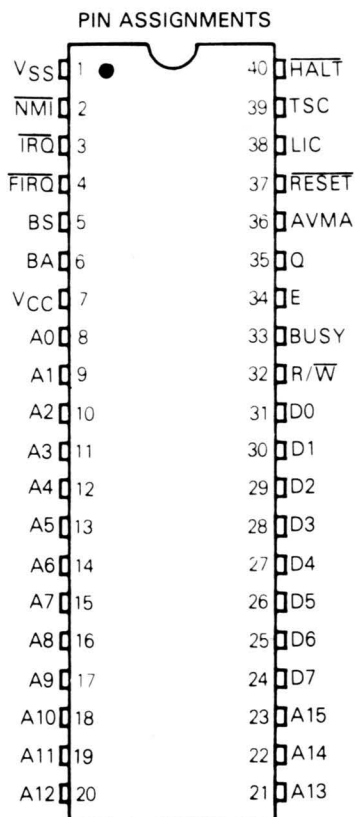 PIN ASSIGNMENTS
VSS 1 40 HALT
NMI 2 39 TSC
IRQ 3 38 LIC
FIRQ 4 37 RESET
BS 5 36 AVMA
BA 6 35 Q
VCC 7 34 E
A0 8 33 BUSY
A1 9 32 R/W
A2 10 31 D0
A3 11 30 D1
A4 12 29 D2
A5 13 28 D3
A6 14 27 D4
A7 15 26 D5
A8 16 25 D6
A9 17 24 D7
A10 18 23 A15
A11 19 22 A14
A12 20 21 A13